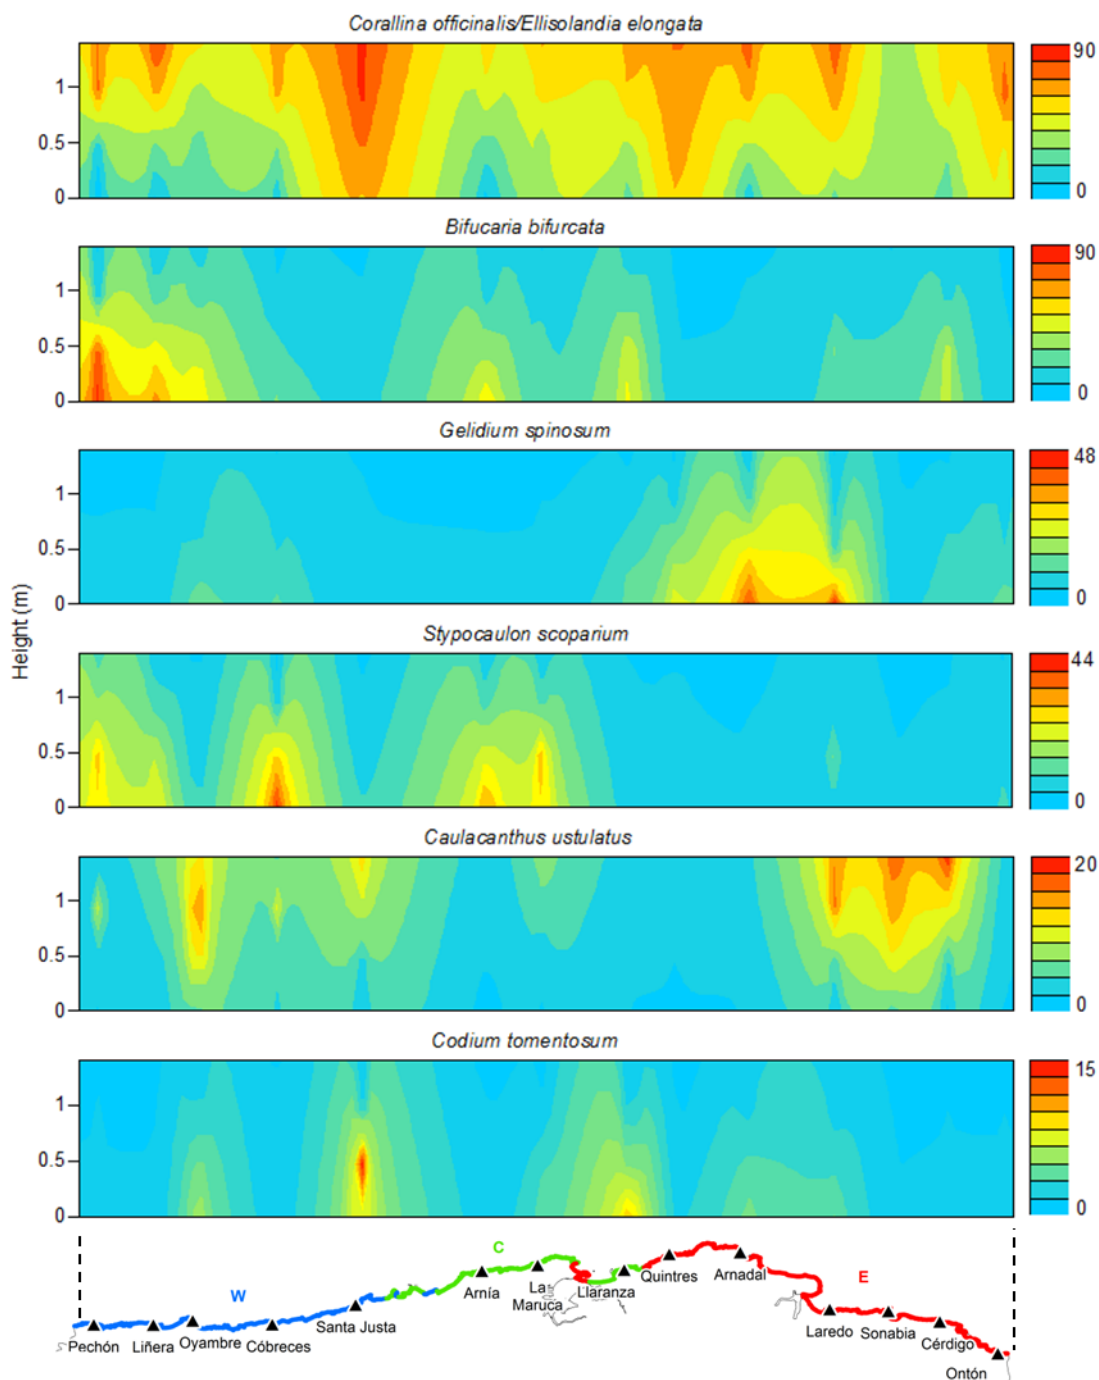 Corallina officinalis/Ellisolandia elongata
1
0.5
0
90
0
Bifucaria bifurcata
1
0.5
0
90
0
Gelidium spinosum
1
0.5
0
48
0
Height (m)
Stypocaulon scoparium
1
0.5
0
44
0
Caulacanthus ustulatus
1
0.5
0
20
0
Codium tomentosum
1
0.5
0
15
0
W
C
E
Pechón
Liñera
Oyambre
Cóbreces
Santa Justa
Arnía
La
Maruca
Llaranza
Quintres
Arnadal
Laredo
Sonabia
Cérdigo
Ontón